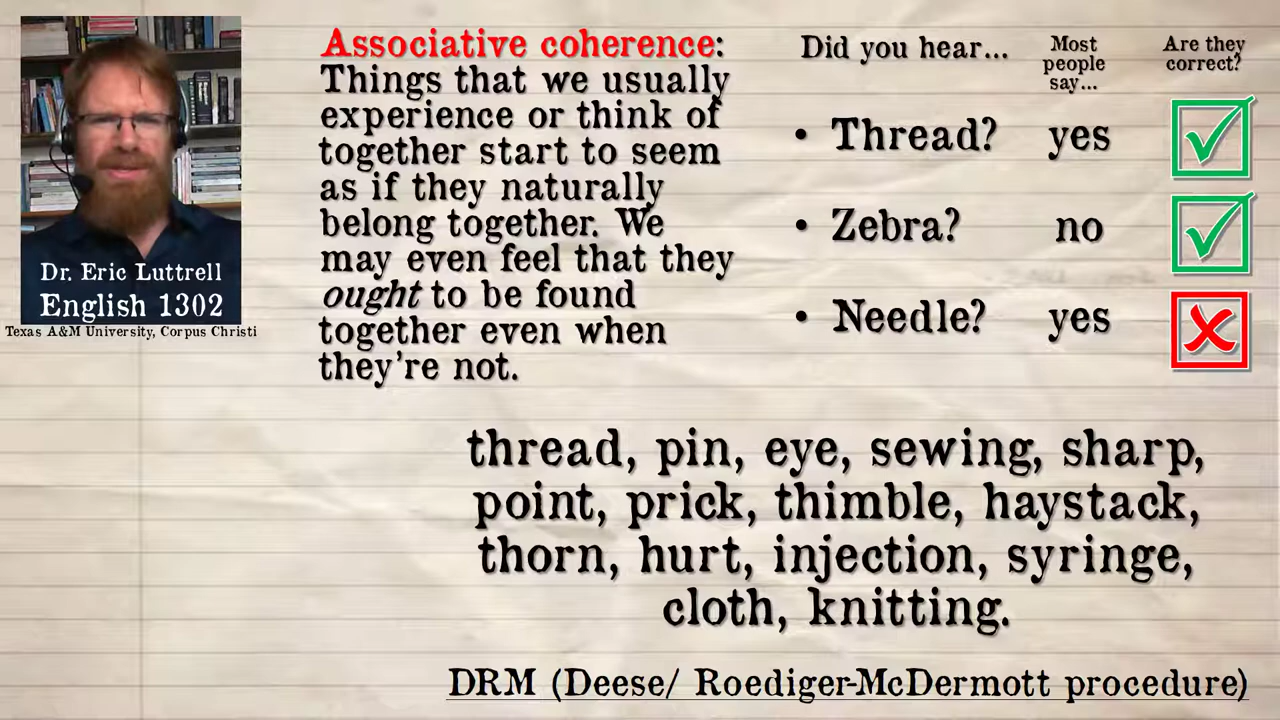 Dr. Eric Luttrell
English 1302
Texas A&M University, Corpus Christi
Associative coherence:
Things that we usually
experience or think of
together start to seem
as if they naturally
belong together. We
may even feel that they
ought to be found
together even when
they're not.
Did you hear...
Most
people
say...
Are they
correct?
• Thread? yes
• Zebra? no
• Needle? yes
thread, pin, eye, sewing, sharp,
point, prick, thimble, haystack,
thorn, hurt, injection, syringe,
cloth, knitting.
DRM (Deese/ Roediger-McDermott procedure)